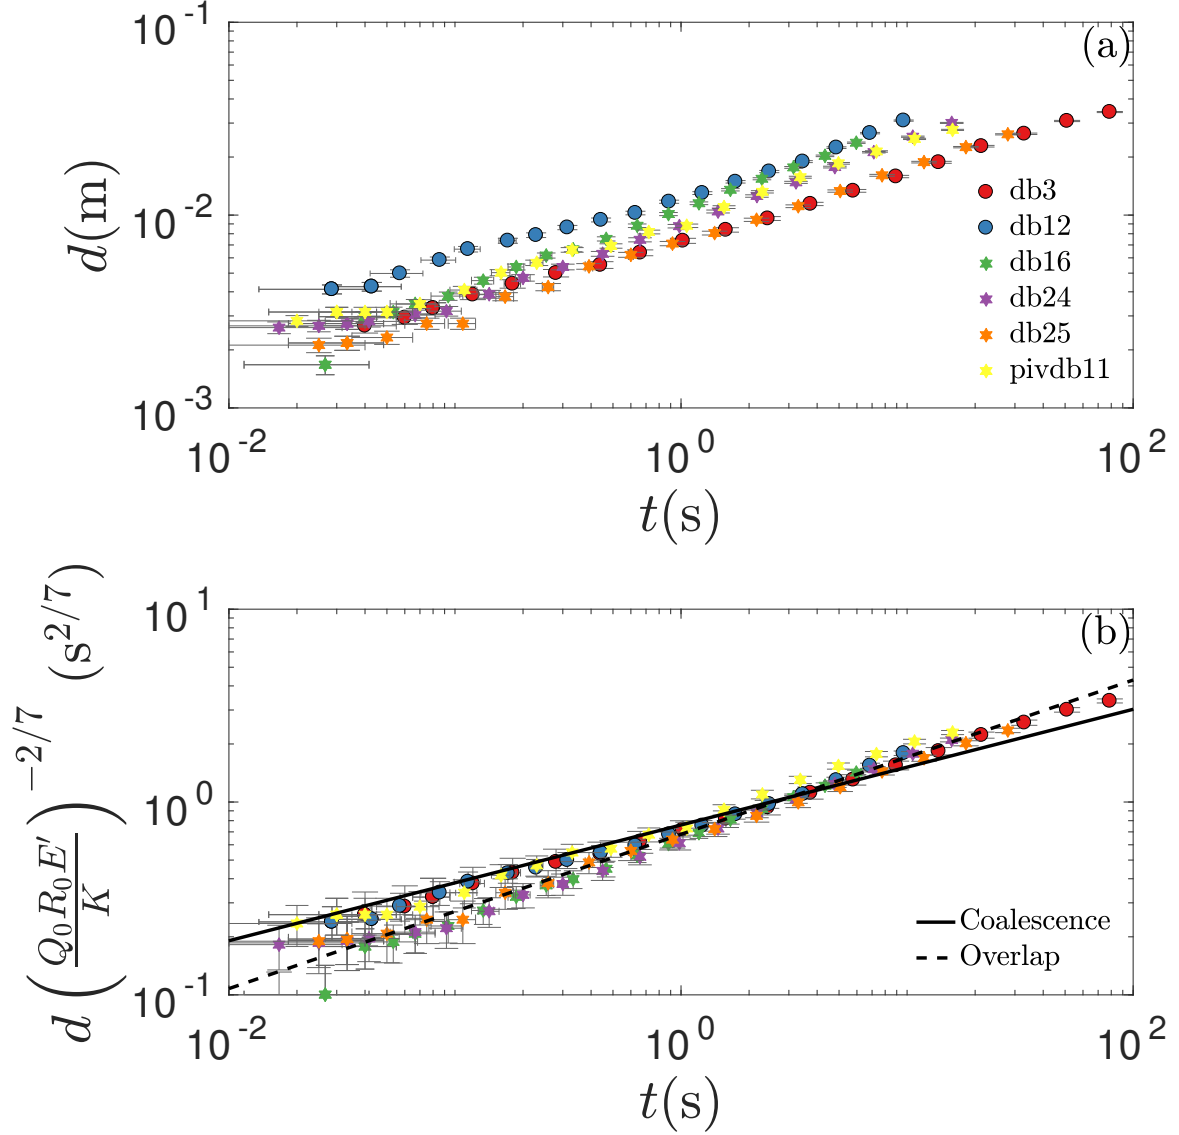 (a)
10^-1
10^-2
10^-3
d(m)
db3
db12
db16
db24
db25
pivdb11
10^-2 10^0 10^2
t(s)
(b)
10^1
10^0
10^-1
d (Q_0R_0E′/K)^−2/7 (s^2/7)
Coalescence
Overlap
10^-2 10^0 10^2
t(s)